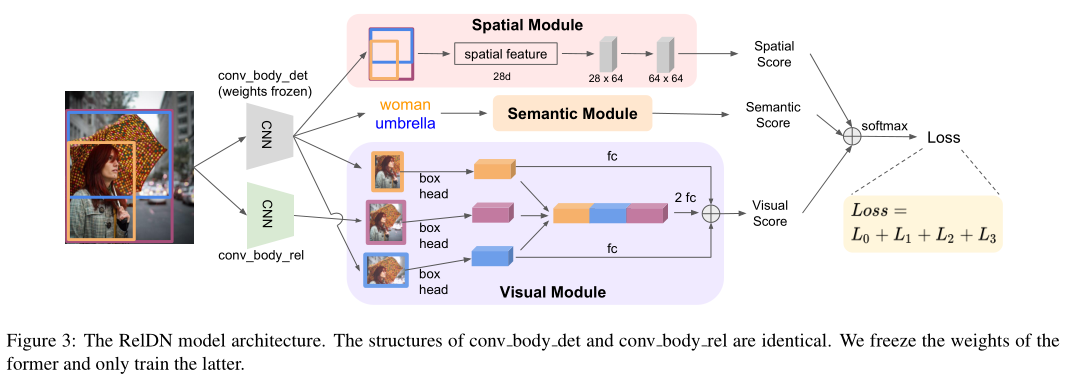 Spatial Module
spatial feature
28d
28 x 64
64 x 64
Spatial
Score
conv_body_det
(weights frozen)
CNN
woman
umbrella
Semantic Module
Semantic
Score
softmax
Loss
CNN
conv_body_rel
box
head
box
head
box
head
fc
2 fc
fc
Visual
Score
Visual Module
Loss =
L₀ + L₁ + L₂ + L₃
Figure 3: The RelDN model architecture. The structures of conv_body_det and conv_body_rel are identical. We freeze the weights of the
former and only train the latter.